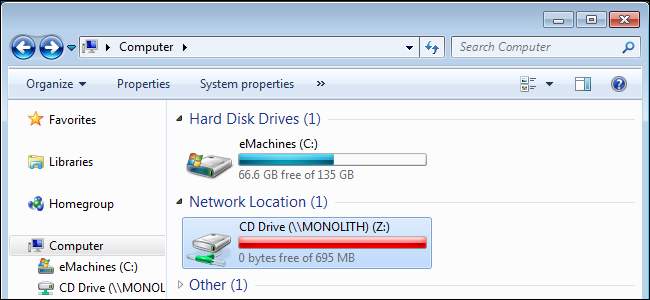 Computer
Search Computer
Organize Properties System properties »
Favorites
Libraries
Homegroup
Computer
eMachines (C:)
CD Drive (\\MONOL
Hard Disk Drives (1)
eMachines (C:)
66.6 GB free of 135 GB
Network Location (1)
CD Drive (\\MONOLITH) (Z:)
0 bytes free of 695 MB
Other (1)